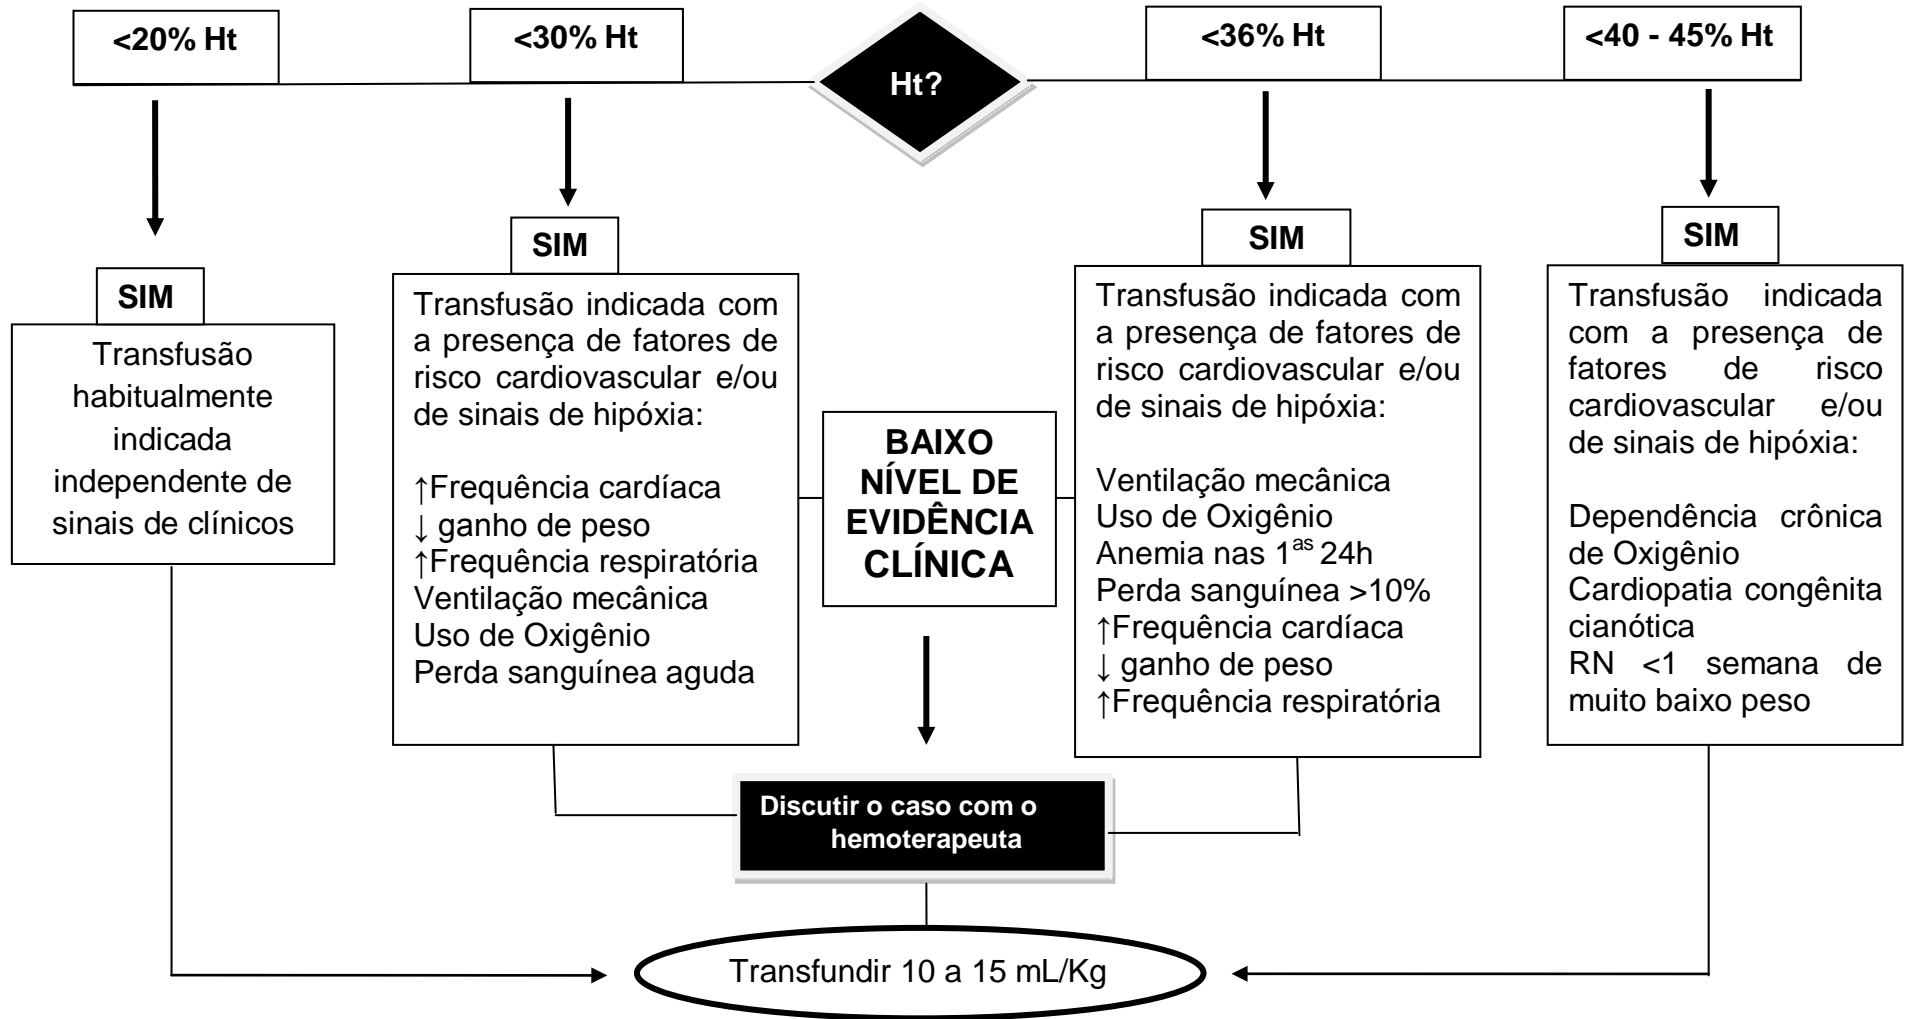 <20% Ht
<30% Ht
Ht?
<36% Ht
<40 - 45% Ht
SIM
Transfusão
habitualmente
indicada
independente de
sinais de clínicos
SIM
Transfusão indicada com
a presença de fatores de
risco cardiovascular e/ou
de sinais de hipóxia:
↑Frequência cardíaca
↓ ganho de peso
↑Frequência respiratória
Ventilação mecânica
Uso de Oxigênio
Perda sanguínea aguda
BAIXO
NÍVEL DE
EVIDÊNCIA
CLÍNICA
SIM
Transfusão indicada com
a presença de fatores de
risco cardiovascular e/ou
de sinais de hipóxia:
Ventilação mecânica
Uso de Oxigênio
Anemia nas 1as 24h
Perda sanguínea >10%
↑Frequência cardíaca
↓ ganho de peso
↑Frequência respiratória
SIM
Transfusão indicada
com a presença de
fatores de risco
cardiovascular e/ou
de sinais de hipóxia:
Dependência crônica
de Oxigênio
Cardiopatia congênita
cianótica
RN <1 semana de
muito baixo peso
Discutir o caso com o
hemoterapeuta
Transfundir 10 a 15 mL/Kg